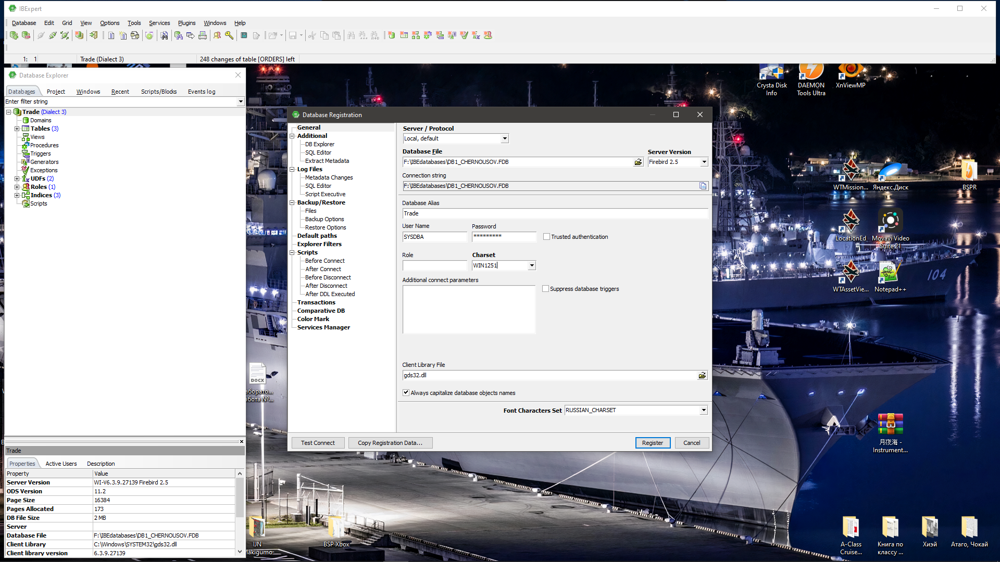 IBExpert
Database Edit Grid View Options Tools Services Plugins Windows Help
1: 1 Trade (Dialect 3) 248 changes of table [ORDERS] left
Database Explorer
Databases Project Windows Recent Scripts/Blocks Events log
Enter filter string
Trade (Dialect 3)
Domains
Tables (3)
Views
Procedures
Triggers
Generators
Exceptions
UDFs (2)
Roles (1)
Indices (3)
Scripts
Trade
Properties Active Users Description
Property Value
Server Version WI-V6.3.9.27139 Firebird 2.5
ODS Version 11.2
Page Size 16384
Pages Allocated 173
DB File Size 2 MB
Server
Database File F:\IBEdatabases\DB1_CHERNOUSOV.FDB
Client Library C:\Windows\SYSTEM32\gds32.dll
Client library version 6.3.9.27139
Database Registration
General
Additional
DB Explorer
SQL Editor
Extract Metadata
Log Files
Metadata Changes
SQL Editor
Script Executive
Backup/Restore
Files
Backup Options
Restore Options
Default paths
Explorer Filters
Scripts
Before Connect
After Connect
Before Disconnect
After Disconnect
After DDL Executed
Transactions
Comparative DB
Color Mark
Services Manager
Server / Protocol
Local, default
Database File Server Version
F:\IBEdatabases\DB1_CHERNOUSOV.FDB Firebird 2.5
Connection string
F:\IBEdatabases\DB1_CHERNOUSOV.FDB
Database Alias
Trade
User Name Password
SYSDBA ********* Trusted authentication
Role Charset
WIN1251
Additional connect parameters
Suppress database triggers
Client Library File
gds32.dll
Always capitalize database objects names
Font Characters Set RUSSIAN_CHARSET
Test Connect Copy Registration Data... Register Cancel
Crysta Disk
Info
DAEMON
Tools Ultra
XnViewMP
WTMission...
Яндекс.Диск
BSPR
LocationEd
Movavi Video
Suite 21
WTAssetVie...
Notepad++
104
DOCX
月夜海 -
Instrument...
IJN
Makigumo
BSP Xbox
A-Class
Cruise...
Книга по
классу ...
Хиэй
Атаго, Чокай